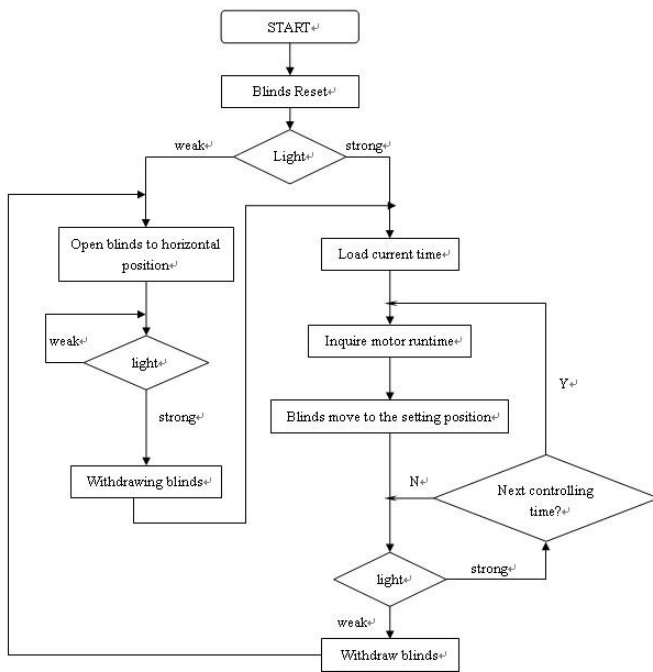 START↵
Blinds Reset↵
weak↵
Light↵
strong↵
Open blinds to horizontal
position↵
Load current time↵
weak↵
light↵
Inquire motor runtime↵
Y↵
strong↵
Blinds move to the setting position↵
Withdrawing blinds↵
N↵
Next controlling
time?↵
light↵
strong↵
weak↵
Withdraw blinds↵